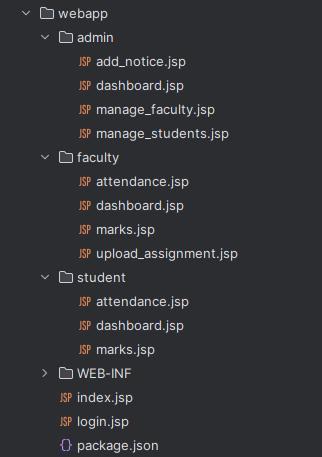 webapp
admin
JSP add_notice.jsp
JSP dashboard.jsp
JSP manage_faculty.jsp
JSP manage_students.jsp
faculty
JSP attendance.jsp
JSP dashboard.jsp
JSP marks.jsp
JSP upload_assignment.jsp
student
JSP attendance.jsp
JSP dashboard.jsp
JSP marks.jsp
WEB-INF
JSP index.jsp
JSP login.jsp
{} package.json